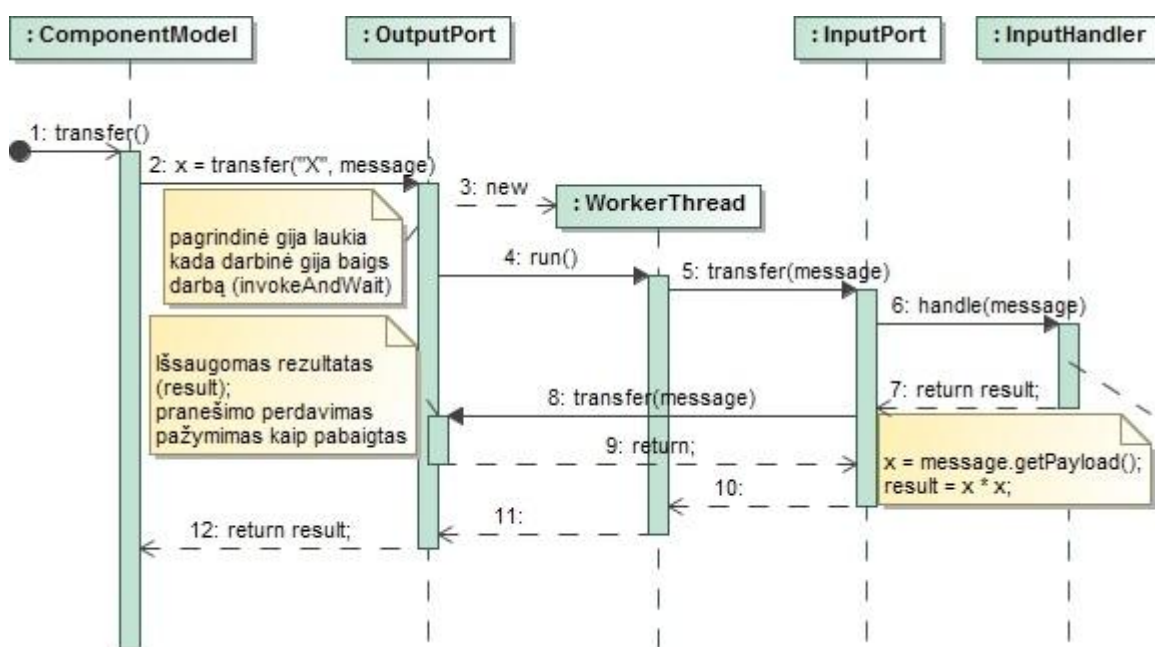 : ComponentModel
: OutputPort
: InputPort
: InputHandler
1: transfer()
2: x = transfer("X", message)
3: new
: WorkerThread
pagrindinė gija laukia
kada darbinė gija baigs
darbą (invokeAndWait)
4: run()
5: transfer(message)
6: handle(message)
Išsaugomas rezultatas
(result);
pranešimo perdavimas
pažymimas kaip pabaigtas
7: return result;
8: transfer(message)
9: return;
x = message.getPayload();
result = x * x;
10:
11:
12: return result;